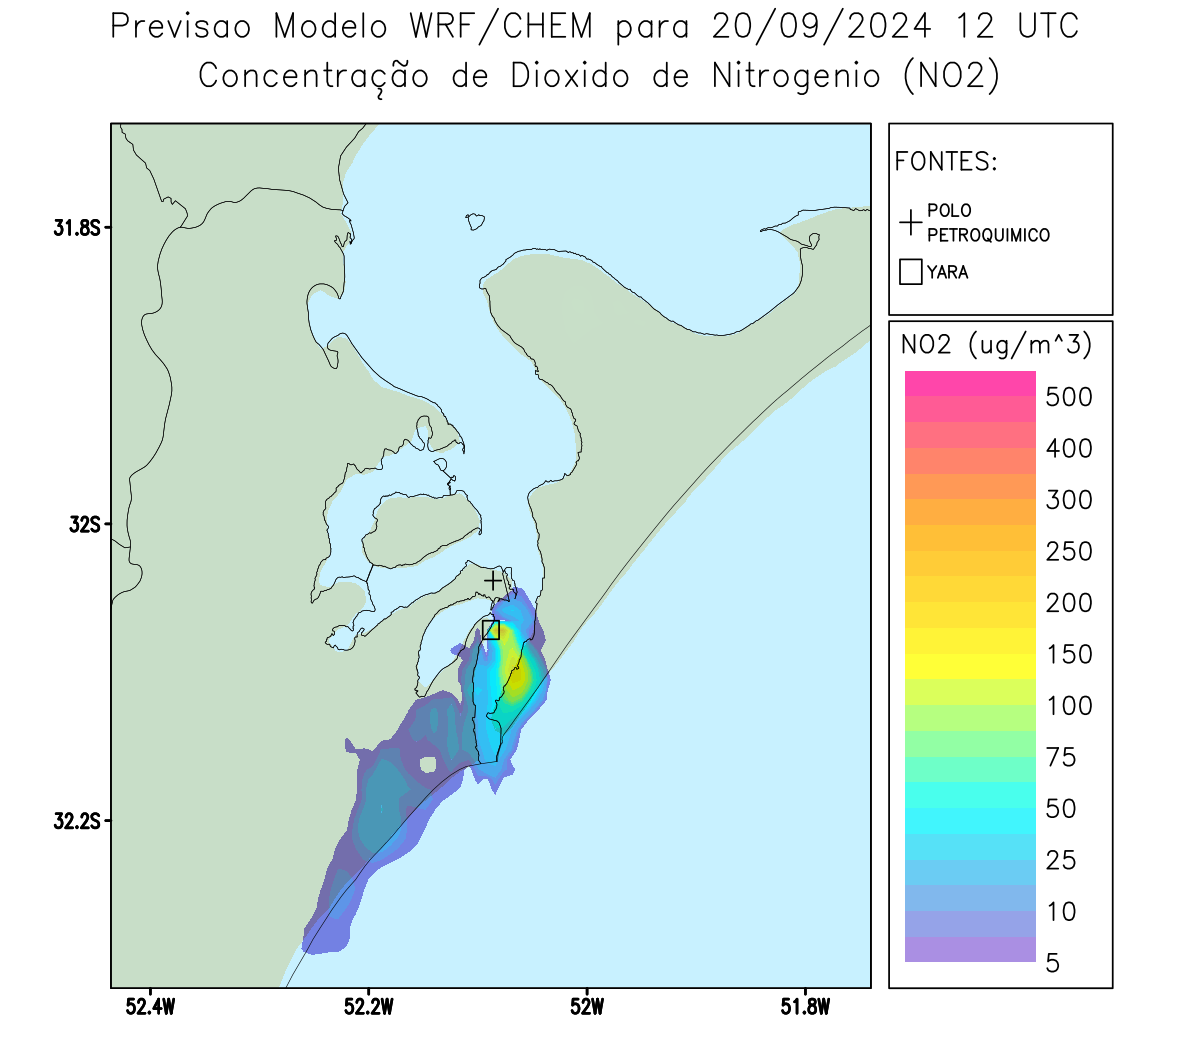 Previsao Modelo WRF/CHEM para 20/09/2024 12 UTC
Concentração de Dioxido de Nitrogenio (NO2)
FONTES:
POLO
PETROQUIMICO
YARA
31.8S
32S
32.2S
52.4W
52.2W
52W
51.8W
NO2 (ug/m^3)
500
400
300
250
200
150
100
75
50
25
10
5